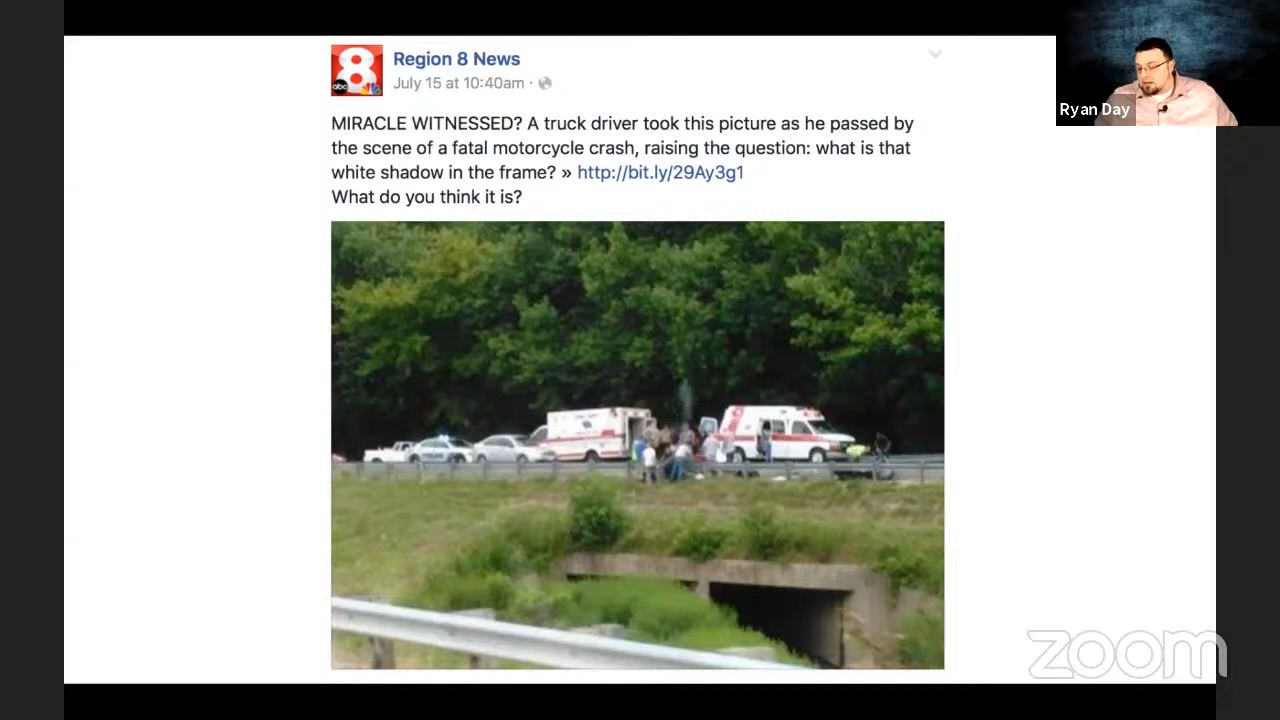 8
abc
Region 8 News
July 15 at 10:40am ·
MIRACLE WITNESSED? A truck driver took this picture as he passed by
the scene of a fatal motorcycle crash, raising the question: what is that
white shadow in the frame? » http://bit.ly/29Ay3g1
What do you think it is?
Ryan Day
zoom